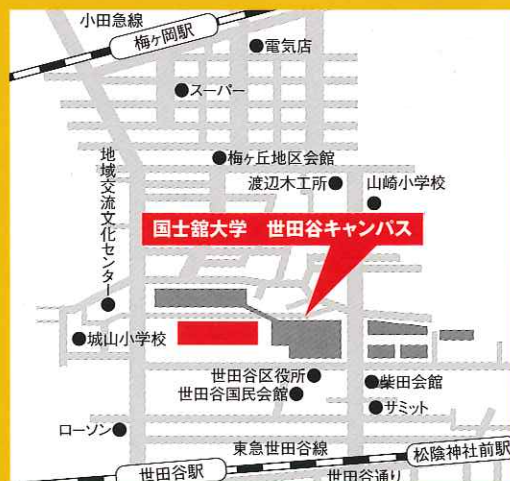 小田急線
梅ヶ岡駅
電気店
スーパー
梅ヶ丘地区会館
渡辺木工所
山崎小学校
地域交流文化センター
国士舘大学 世田谷キャンパス
城山小学校
世田谷区役所
世田谷国民会館
柴田会館
サミット
ローソン
東急世田谷線
松陰神社前駅
世田谷駅
世田谷通り